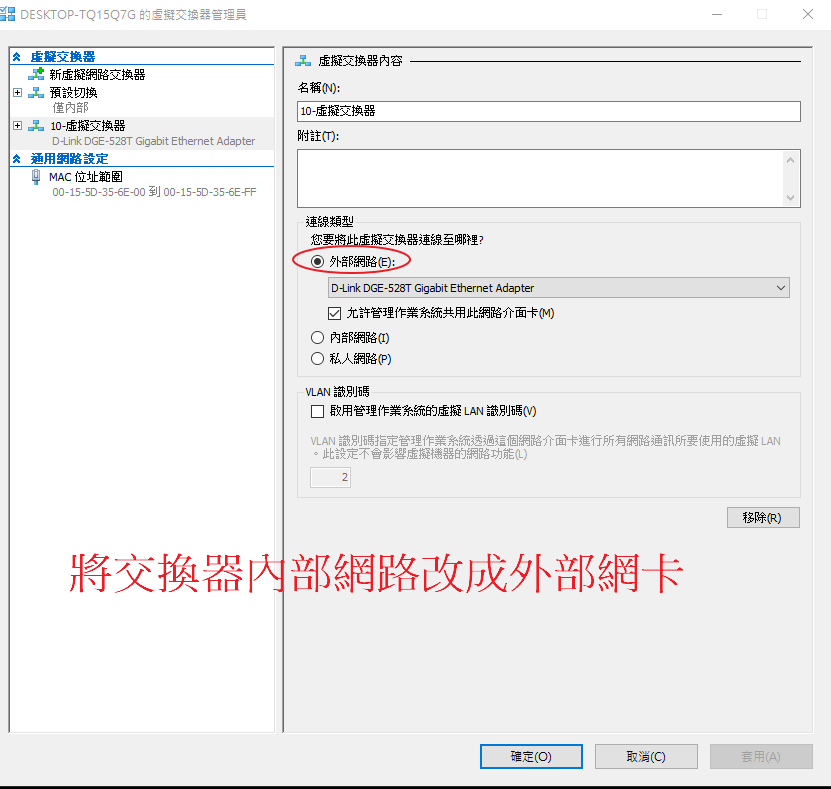 DESKTOP-TQ15Q7G 的虛擬交換器管理員
虛擬交換器
新虛擬網路交換器
預設切換
僅內部
10-虛擬交換器
D-Link DGE-528T Gigabit Ethernet Adapter
通用網路設定
MAC 位址範圍
00-15-5D-35-6E-00 到 00-15-5D-35-6E-FF
虛擬交換器內容
名稱(N):
10-虛擬交換器
附註(T):
連線類型
您要將此虛擬交換器連線至哪裡?
外部網路(E):
D-Link DGE-528T Gigabit Ethernet Adapter
允許管理作業系統共用此網路介面卡(M)
內部網路(I)
私人網路(P)
VLAN 識別碼
啟用管理作業系統的虛擬 LAN 識別碼(V)
VLAN 識別碼指定管理作業系統透過這個網路介面卡進行所有網路通訊所要使用的虛擬 LAN
。此設定不會影響虛擬機器的網路功能(L)
2
移除(R)
將交換器內部網路改成外部網卡
確定(O)
取消(C)
套用(A)